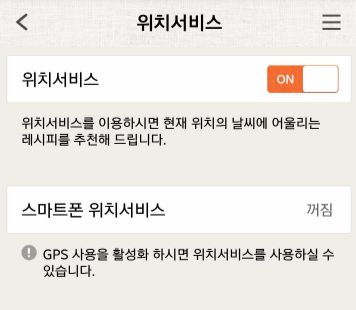 위치서비스
위치서비스
ON
위치서비스를 이용하시면 현재 위치의 날씨에 어울리는
레시피를 추천해 드립니다.
스마트폰 위치서비스
꺼짐
GPS 사용을 활성화 하시면 위치서비스를 사용하실 수
있습니다.